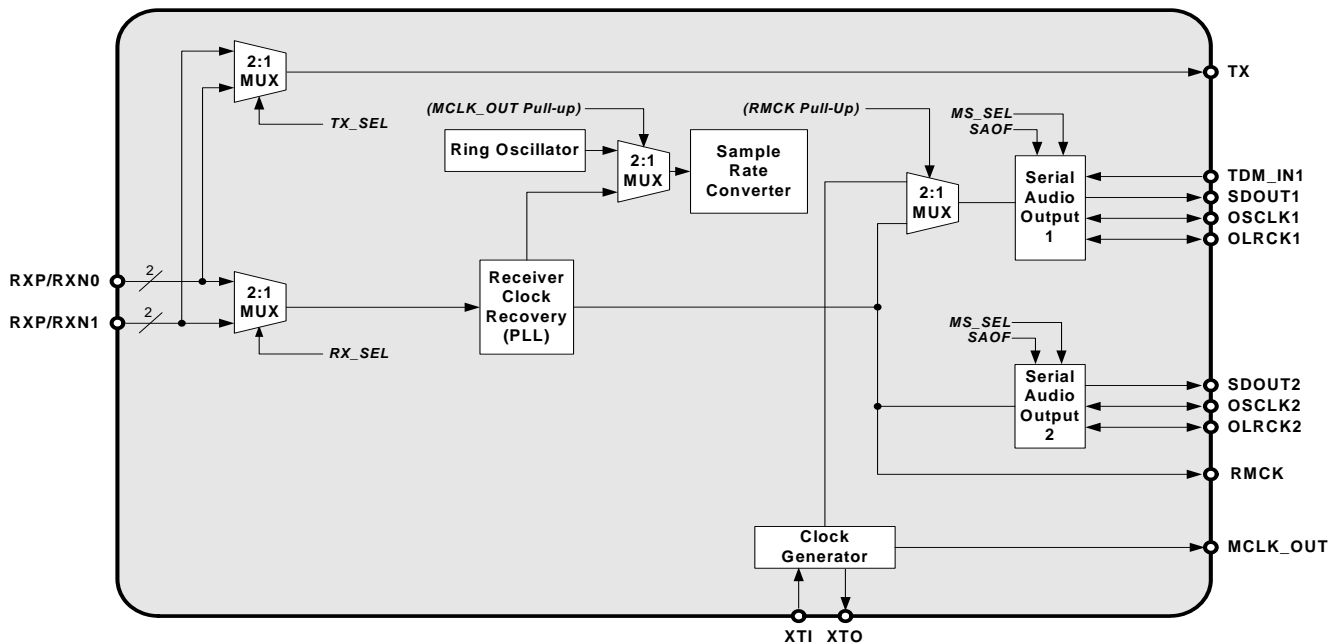 2:1
MUX
TX
TX_SEL
(MCLK_OUT Pull-up)
(RMCK Pull-Up)
MS_SEL
SAOF
Ring Oscillator
2:1
MUX
Sample
Rate
Converter
2:1
MUX
Serial
Audio
Output
1
TDM_IN1
SDOUT1
OSCLK1
OLRCK1
RXP/RXN0
2
RXP/RXN1
2
2:1
MUX
RX_SEL
Receiver
Clock
Recovery
(PLL)
MS_SEL
SAOF
Serial
Audio
Output
2
SDOUT2
OSCLK2
OLRCK2
RMCK
Clock
Generator
MCLK_OUT
XTI
XTO